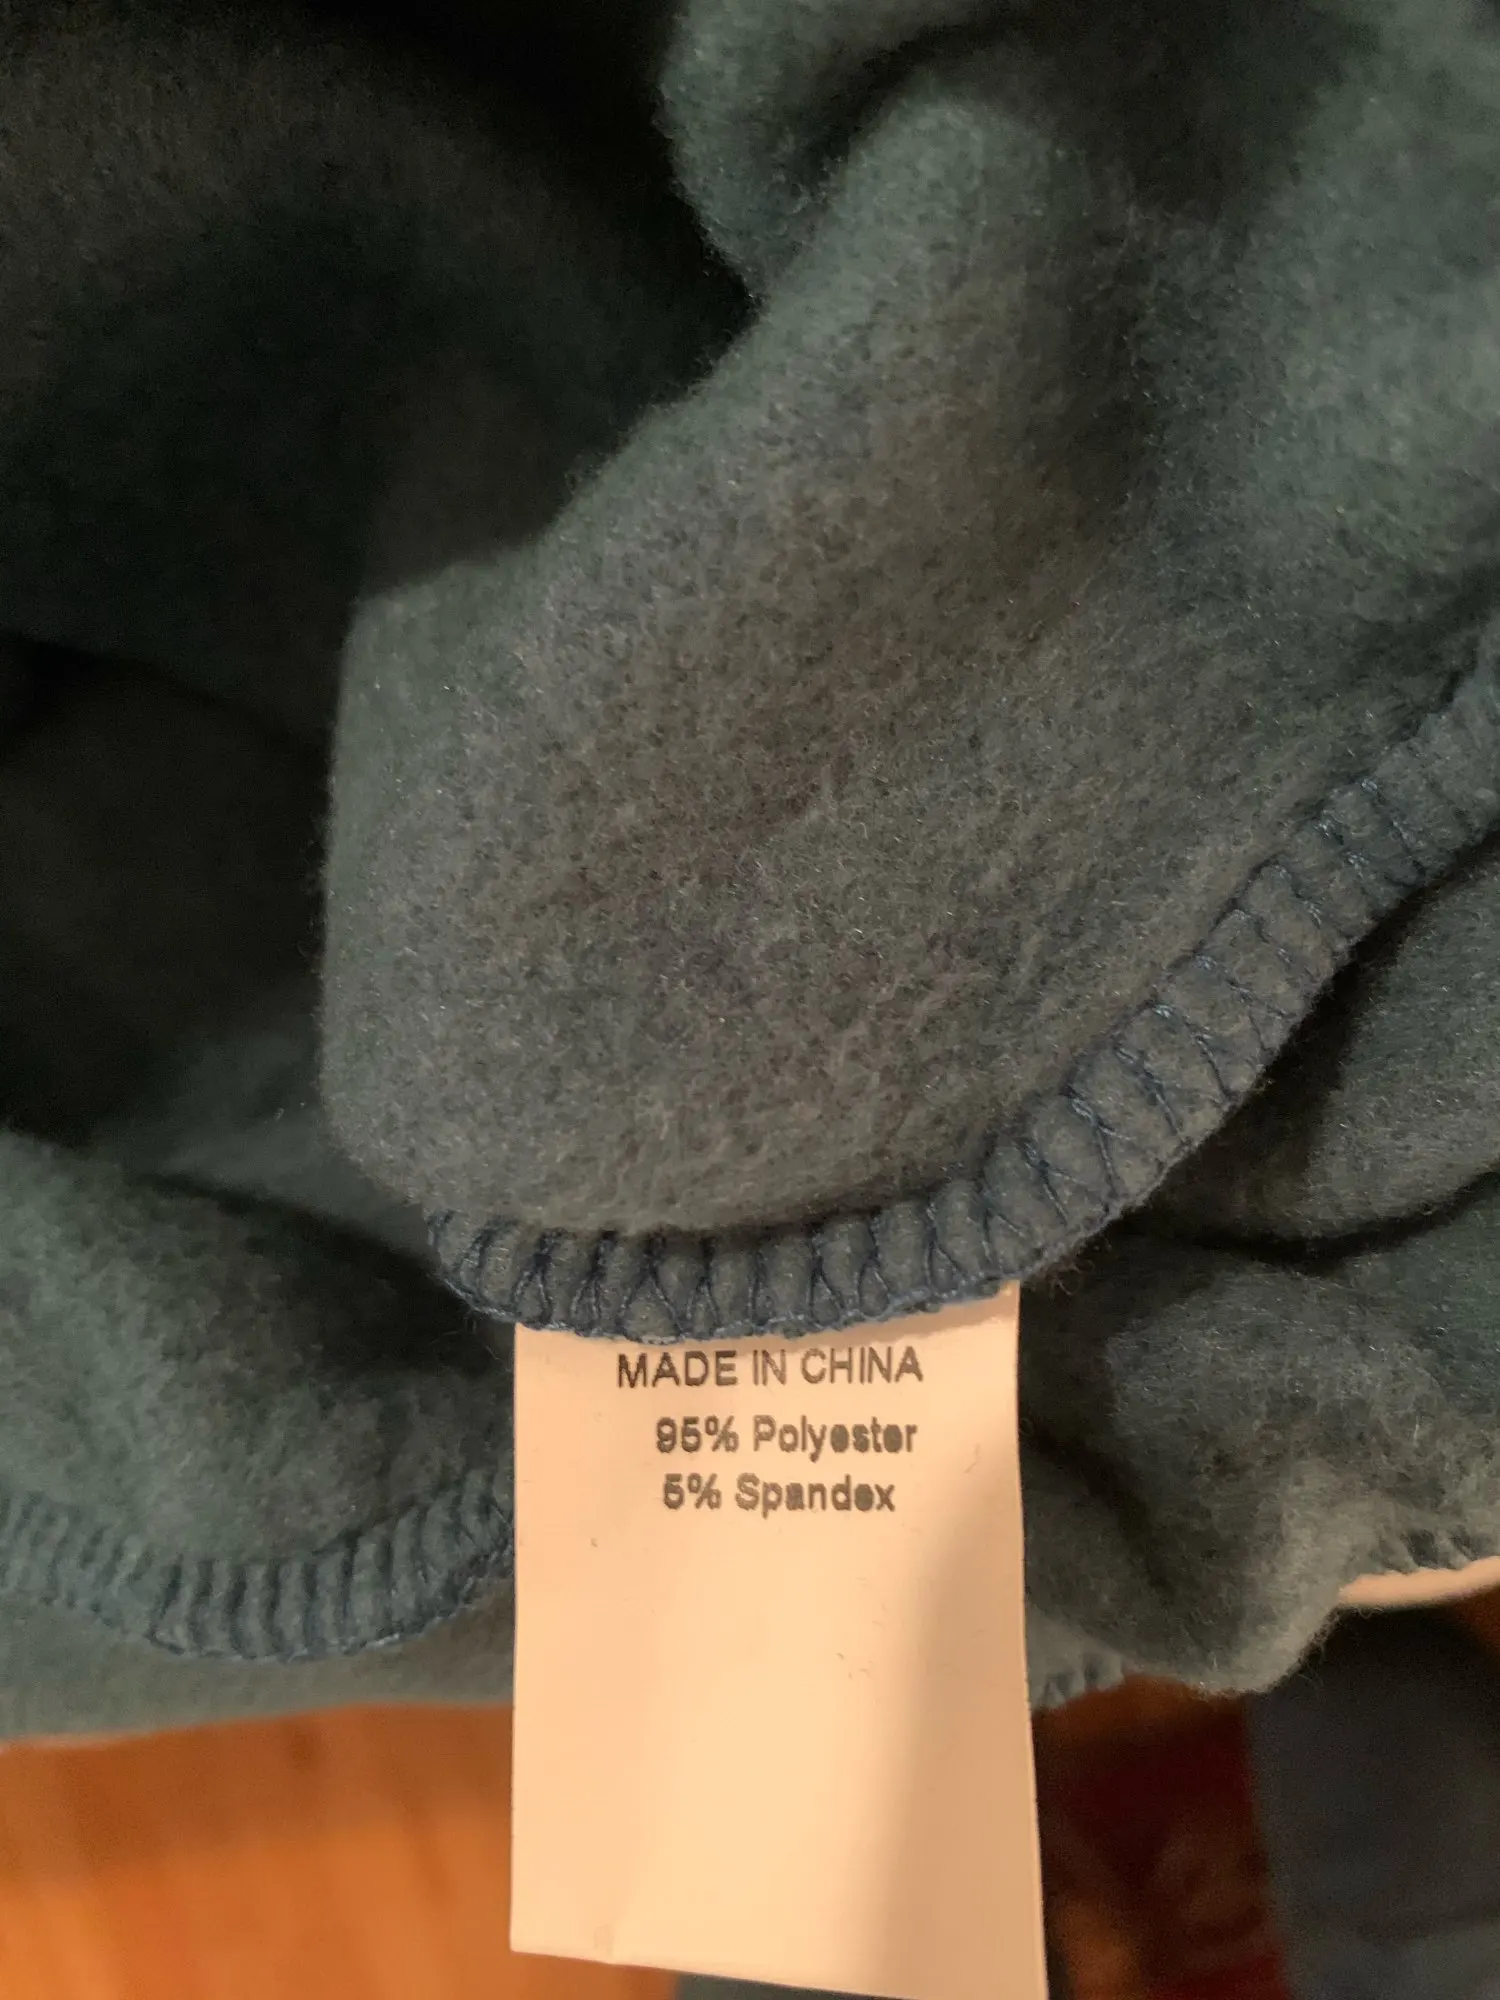 MADE IN CHINA
95% Polyester
5% Spandex